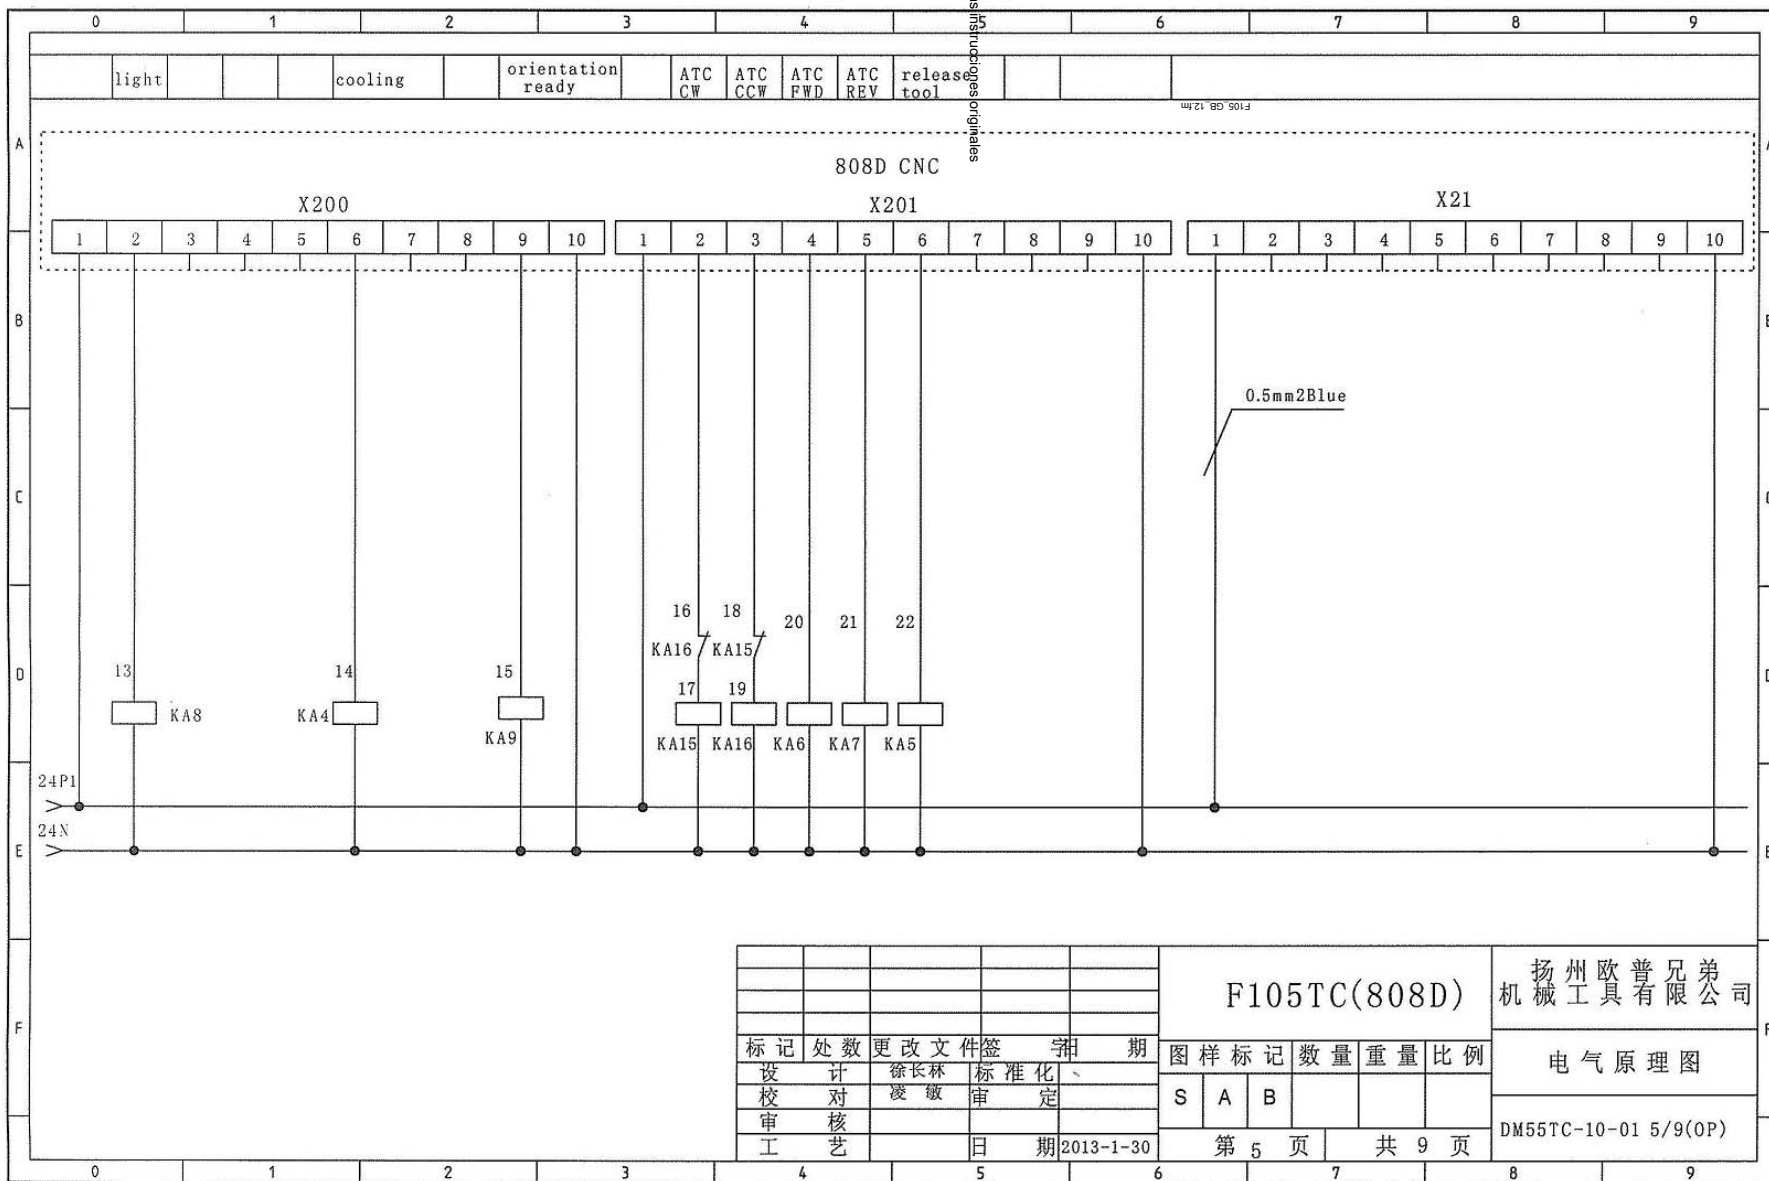 0 1 2 3 4 5 6 7 8 9
light cooling orientation ATC ATC ATC ATC release
ready CW CCW FWD REV tool
instrucciones originales
F105_GB_12.fm
A
808D CNC
X200 X201 X21
1 2 3 4 5 6 7 8 9 10 1 2 3 4 5 6 7 8 9 10 1 2 3 4 5 6 7 8 9 10
B
0.5mm2Blue
C
16 18 20 21 22
KA16 KA15
D 13 14 15 17 19 D
KA8 KA4 KA9 KA15 KA16 KA6 KA7 KA5
24P1
24N
E
F105TC(808D) 扬州欧普兄弟
机械工具有限公司
F
标记 处数 更改文件 签字 日期 图样标记 数量 重量 比例 电气原理图
设计 徐长林 标准化
校对 凌敏 审定 S A B
审核 DM55TC-10-01 5/9(OP)
工艺 日期 2013-1-30 第 5 页 共 9 页
0 1 2 3 4 5 6 7 8 9